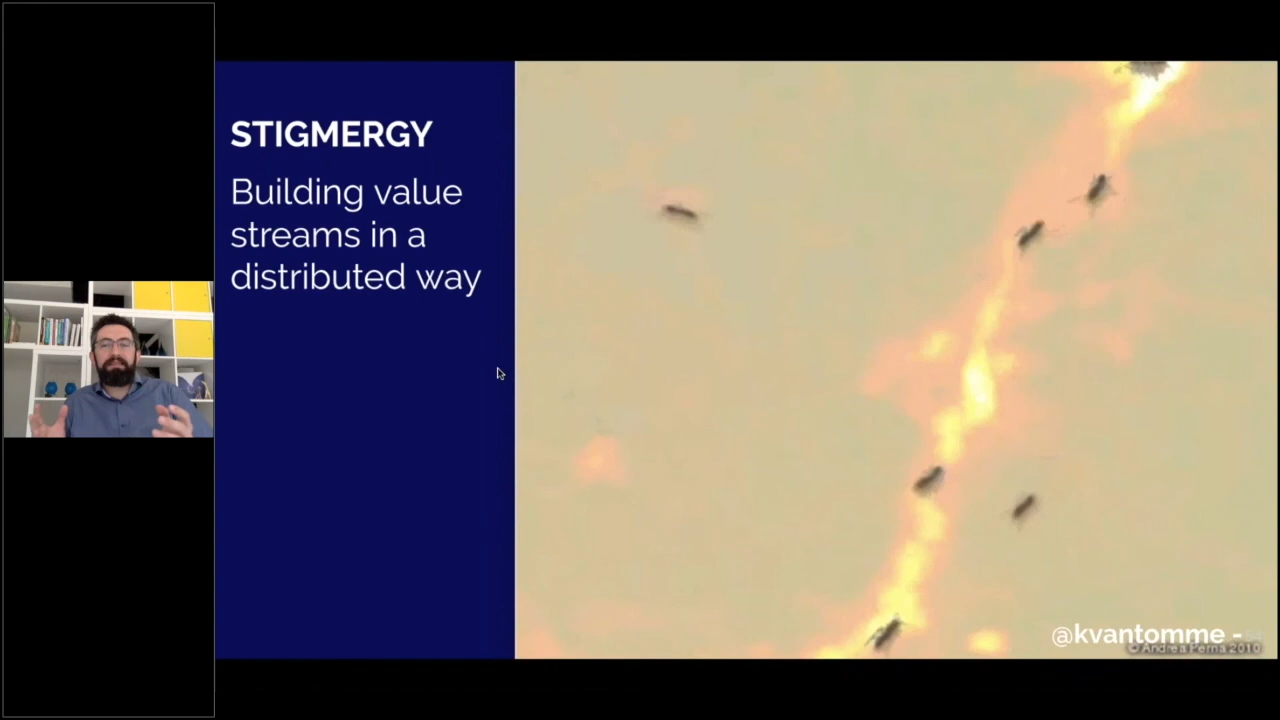 STIGMERGY
Building value
streams in a
distributed way
@kvantomme -
© Andrea Perna 2010